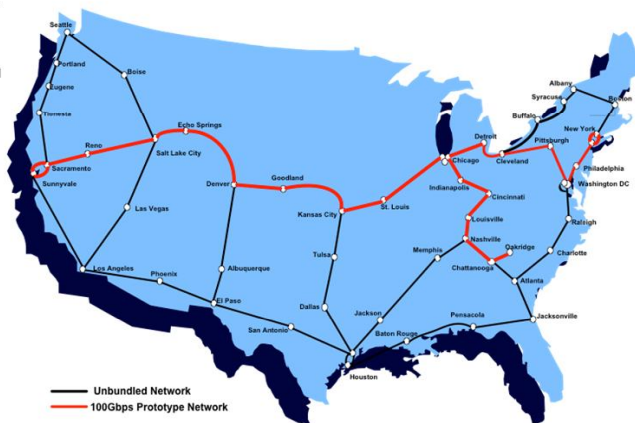 Seattle
Portland
Boise
Eugene
Reno
Echo Springs
Salt Lake City
Sacramento
Sunnyvale
Denver
Goodland
Kansas City
St. Louis
Las Vegas
Los Angeles
Phoenix
Albuquerque
El Paso
Tulsa
Dallas
San Antonio
Houston
Jackson
Memphis
Baton Rouge
Pensacola
Jacksonville
Atlanta
Chattanooga
Oakridge
Nashville
Louisville
Cincinnati
Indianapolis
Chicago
Detroit
Cleveland
Buffalo
Syracuse
Albany
Boston
New York
Pittsburgh
Philadelphia
Washington DC
Raleigh
Charlotte
Unbundled Network
100Gbps Prototype Network